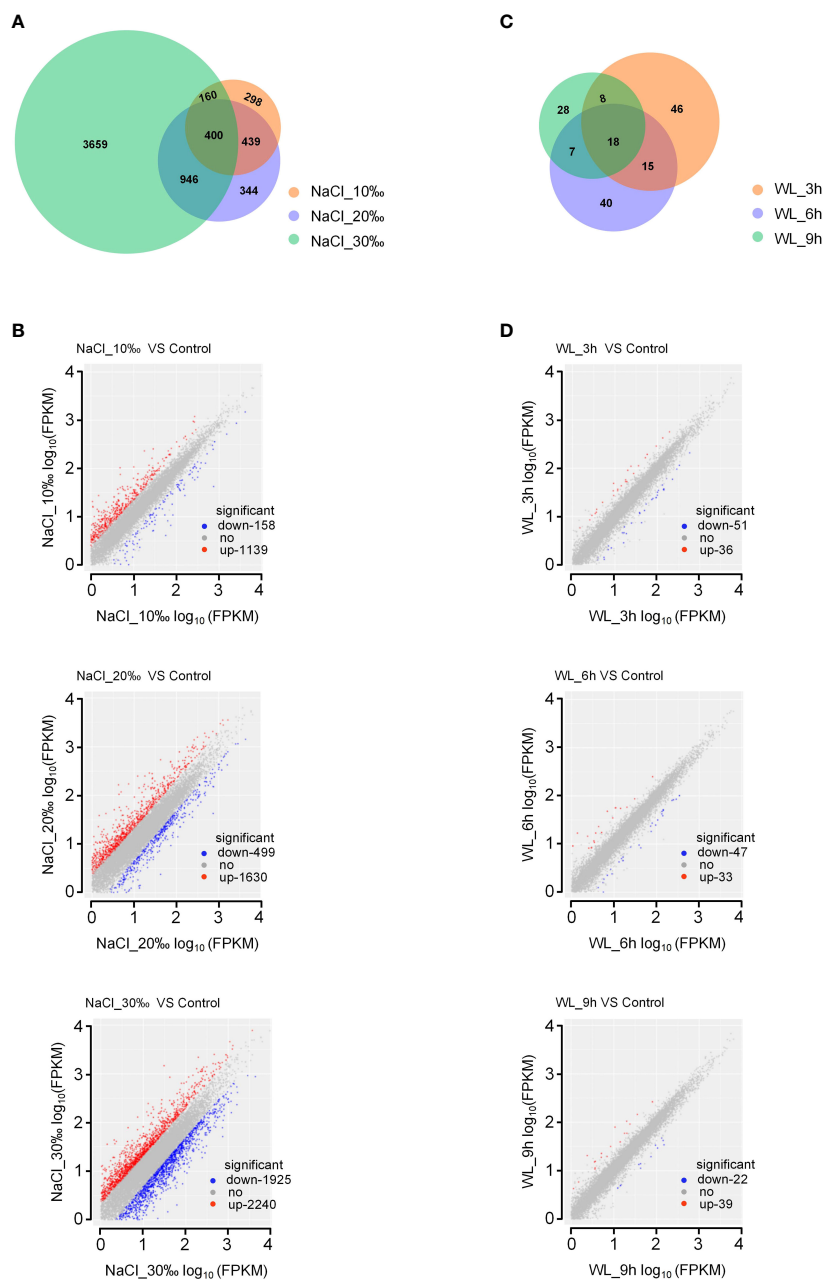 A
160
298
3659
400
439
946
344
NaCl_10‰
NaCl_20‰
NaCl_30‰
C
28
8
46
7
18
15
40
WL_3h
WL_6h
WL_9h
B
NaCl_10‰ VS Control
NaCl_10‰ log10(FPKM)
4
3
2
1
0
significant
down-158
no
up-1139
0 1 2 3 4
NaCl_10‰ log10 (FPKM)
NaCl_20‰ VS Control
NaCl_20‰ log10(FPKM)
4
3
2
1
0
significant
down-499
no
up-1630
0 1 2 3 4
NaCl_20‰ log10 (FPKM)
NaCl_30‰ VS Control
NaCl_30‰ log10(FPKM)
4
3
2
1
0
significant
down-1925
no
up-2240
0 1 2 3 4
NaCl_30‰ log10 (FPKM)
D
WL_3h VS Control
WL_3h log10(FPKM)
4
3
2
1
0
significant
down-51
no
up-36
0 1 2 3 4
WL_3h log10 (FPKM)
WL_6h VS Control
WL_6h log10(FPKM)
4
3
2
1
0
significant
down-47
no
up-33
0 1 2 3 4
WL_6h log10 (FPKM)
WL_9h VS Control
WL_9h log10(FPKM)
4
3
2
1
0
significant
down-22
no
up-39
0 1 2 3 4
WL_9h log10 (FPKM)